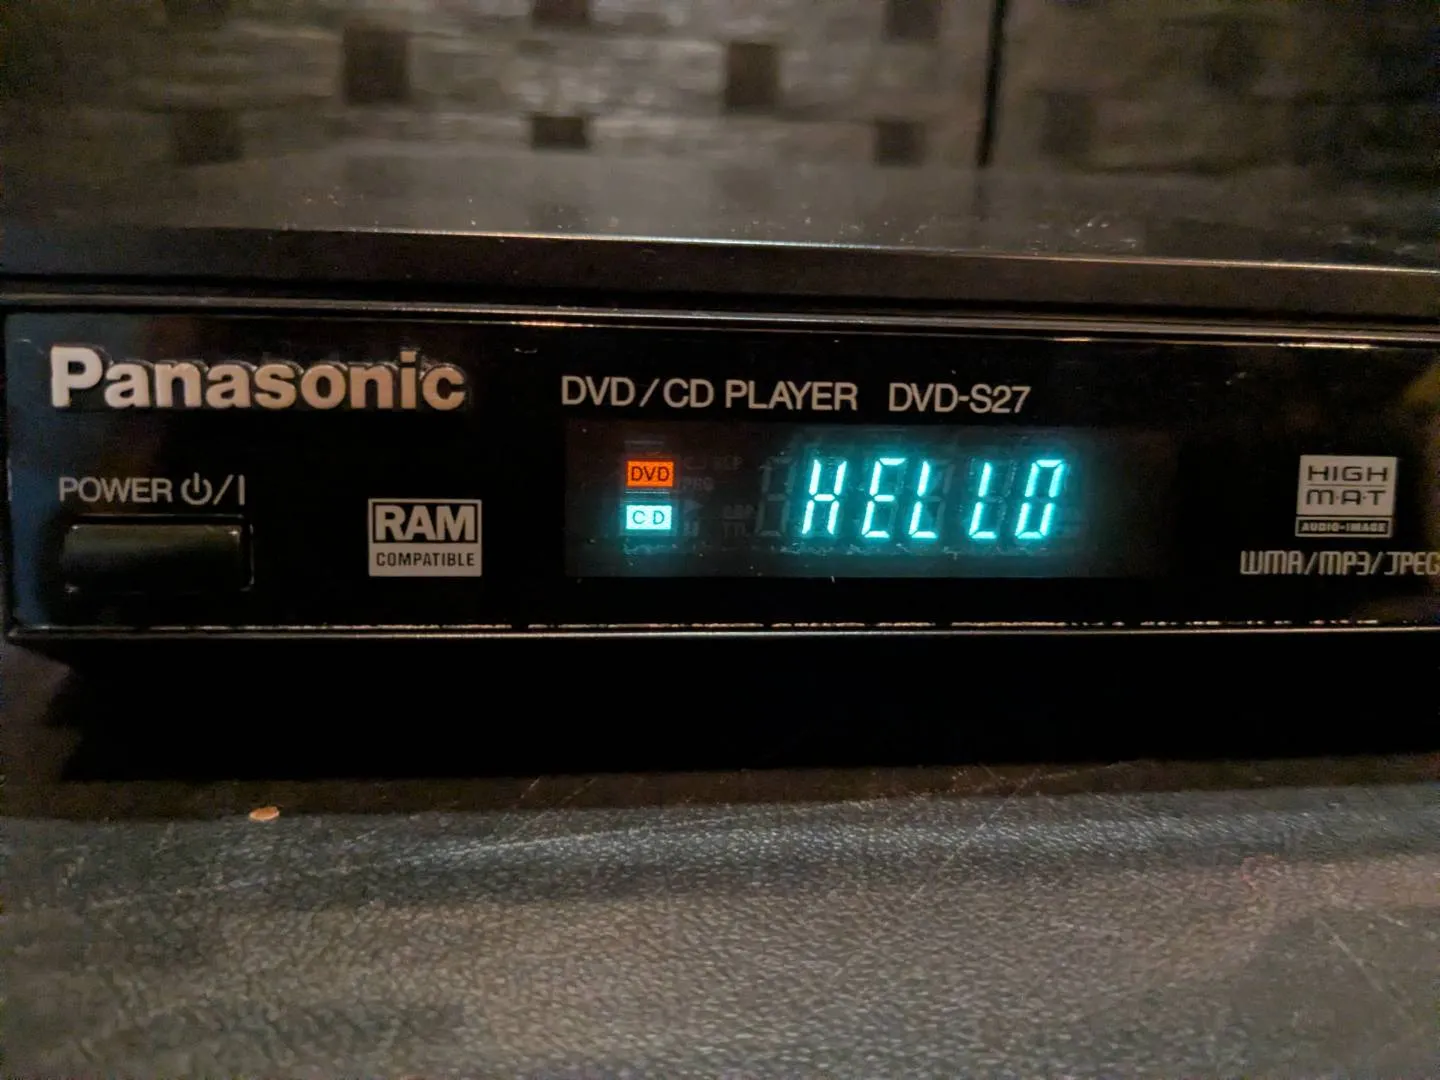 Panasonic
DVD/CD PLAYER DVD-S27
POWER ⏻/I
RAM
COMPATIBLE
DVD
CD
HELLO
HIGH
M·A·T
AUDIO-IMAGE
WMA/MP3/JPEG